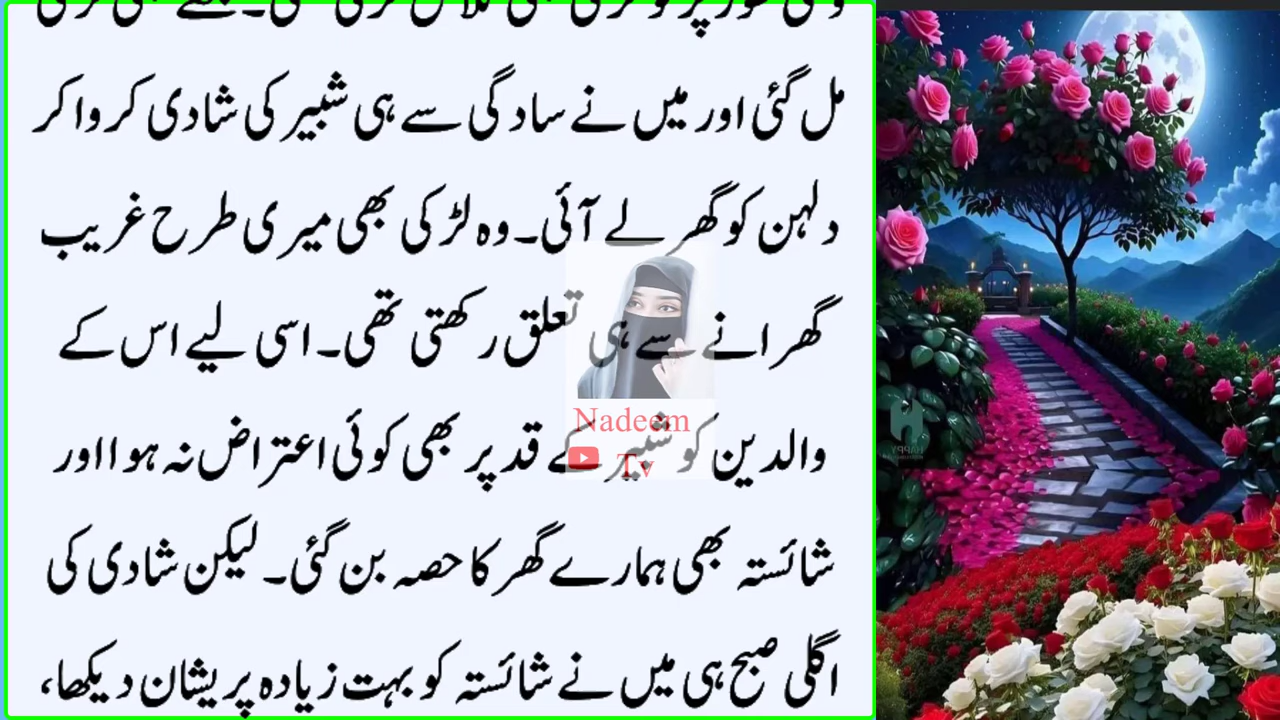 مل گئی اور میں نے سادگی سے ہی شبیر کی شادی کروا کر
دلہن کو گھر لے آئی۔ وہ لڑکی بھی میری طرح غریب
گھرانے سے ہی تعلق رکھتی تھی۔ اسی لیے اس کے
والدین کو شبیر کے قد پر بھی کوئی اعتراض نہ ہوا اور
شائستہ بھی ہمارے گھر کا حصہ بن گئی۔ لیکن شادی کی
اگلی صبح ہی میں نے شائستہ کو بہت زیادہ پریشان دیکھا،
Nadeem
Tv